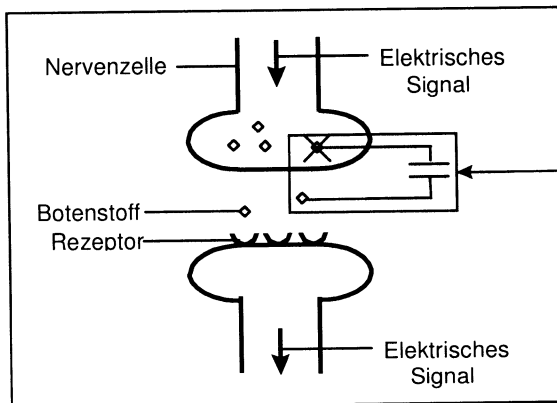 Nervenzelle
Elektrisches
Signal
Botenstoff
Rezeptor
Elektrisches
Signal